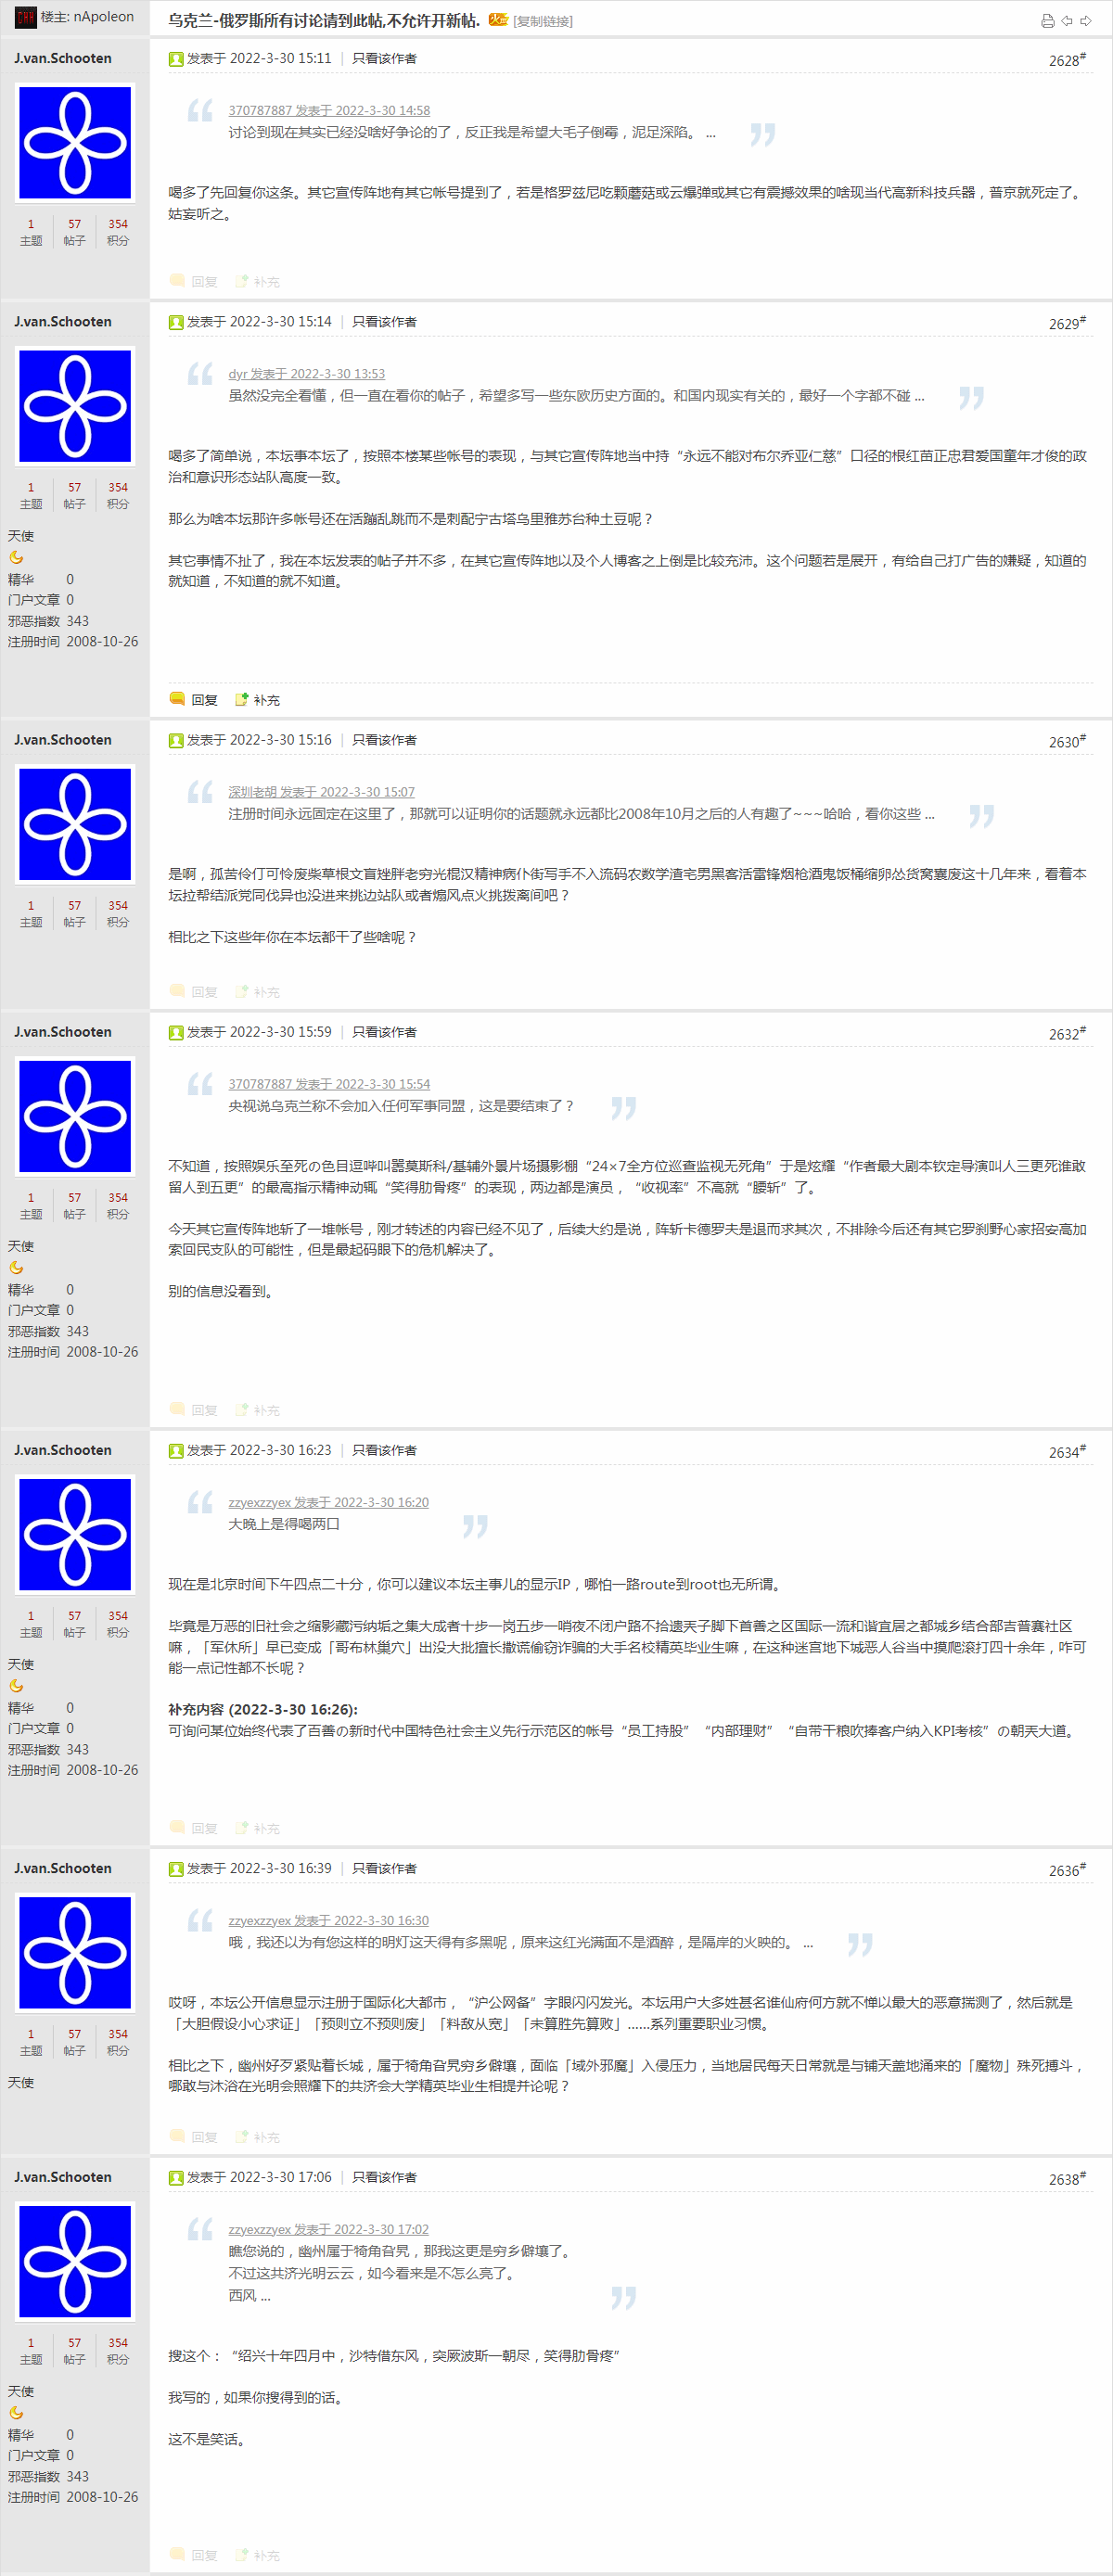 楼主: nApoleon
乌克兰-俄罗斯所有讨论请到此帖,不允许开新帖. 火 [复制链接]
J.van.Schooten
发表于 2022-3-30 15:11 | 只看该作者
2628#
370787887 发表于 2022-3-30 14:58
讨论到现在其实已经没啥好争论的了，反正我是希望大毛子倒霉，泥足深陷。 ...
喝多了先回复你这条。其它宣传阵地有其它帐号提到了，若是格罗兹尼吃颗蘑菇或云爆弹或其它有震撼效果的啥现当代高新科技兵器，普京就死定了。
姑妄听之。
1 57 354
主题 帖子 积分
回复 补充
J.van.Schooten
发表于 2022-3-30 15:14 | 只看该作者
2629#
dyr 发表于 2022-3-30 13:53
虽然没完全看懂，但一直在看你的帖子，希望多写一些东欧历史方面的。和国内现实有关的，最好一个字都不碰 ...
喝多了简单说，本坛事本坛了，按照本楼某些帐号的表现，与其它宣传阵地当中持“永远不能对布尔乔亚仁慈”口径的根红苗正忠君爱国童年才俊的政
治和意识形态站队高度一致。
那么为啥本坛那许多帐号还在活蹦乱跳而不是刺配宁古塔乌里雅苏台种土豆呢？
其它事情不扯了，我在本坛发表的帖子并不多，在其它宣传阵地以及个人博客之上倒是比较充沛。这个问题若是展开，有给自己打广告的嫌疑，知道的
就知道，不知道的就不知道。
1 57 354
主题 帖子 积分
天使
精华 0
门户文章 0
邪恶指数 343
注册时间 2008-10-26
回复 补充
J.van.Schooten
发表于 2022-3-30 15:16 | 只看该作者
2630#
深圳老胡 发表于 2022-3-30 15:07
注册时间永远固定在这里了，那就可以证明你的话题就永远都比2008年10月之后的人有趣了~~~哈哈，看你这些 ...
是啊，孤苦伶仃可怜废柴草根文盲矬胖老穷光棍汉精神病仆街写手不入流码农数学渣宅男黑客活雷锋烟枪酒鬼饭桶缩卵怂货窝囊废这十几年来，看着本
坛拉帮结派党同伐异也没进来挑边站队或者煽风点火挑拨离间吧？
相比之下这些年你在本坛都干了些啥呢？
1 57 354
主题 帖子 积分
回复 补充
J.van.Schooten
发表于 2022-3-30 15:59 | 只看该作者
2632#
370787887 发表于 2022-3-30 15:54
央视说乌克兰称不会加入任何军事同盟，这是要结束了？
不知道，按照娱乐至死の色目逗哔叫嚣莫斯科/基辅外景片场摄影棚“24×7全方位巡查监视无死角”于是炫耀“作者最大剧本钦定导演叫人三更死谁敢
留人到五更”的最高指示精神动辄“笑得肋骨疼”的表现，两边都是演员，“收视率”不高就“腰斩”了。
今天其它宣传阵地斩了一堆帐号，刚才转述的内容已经不见了，后续大约是说，阵斩卡德罗夫是退而求其次，不排除今后还有其它罗刹野心家招安高加
索回民支队的可能性，但是最起码眼下的危机解决了。
别的信息没看到。
1 57 354
主题 帖子 积分
天使
精华 0
门户文章 0
邪恶指数 343
注册时间 2008-10-26
回复 补充
J.van.Schooten
发表于 2022-3-30 16:23 | 只看该作者
2634#
zzyexzzyex 发表于 2022-3-30 16:20
大晚上是得喝两口
现在是北京时间下午四点二十分，你可以建议本坛主事儿的显示IP，哪怕一路route到root也无所谓。
毕竟是万恶的旧社会之缩影藏污纳垢之集大成者十步一岗五步一哨夜不闭户路不拾遗天子脚下首善之区国际一流和谐宜居之都城乡结合部吉普赛社区
嘛，「军休所」早已变成「哥布林巢穴」出没大批擅长撒谎偷窃诈骗的大手名校精英毕业生嘛，在这种迷宫地下城恶人谷当中摸爬滚打四十余年，咋可
能一点记性都不长呢？
补充内容 (2022-3-30 16:26):
可询问某位始终代表了百善の新时代中国特色社会主义先行示范区的帐号“员工持股”“内部理财”“自带干粮吹捧客户纳入KPI考核”の朝天大道。
1 57 354
主题 帖子 积分
天使
精华 0
门户文章 0
邪恶指数 343
注册时间 2008-10-26
回复 补充
J.van.Schooten
发表于 2022-3-30 16:39 | 只看该作者
2636#
zzyexzzyex 发表于 2022-3-30 16:30
哦，我还以为有您这样的明灯这天得有多黑呢，原来这红光满面不是酒醉，是隔岸的火映的。 ...
哎呀，本坛公开信息显示注册于国际化大都市，“沪公网备”字眼闪闪发光。本坛用户大多姓甚名谁仙府何方就不惮以最大的恶意揣测了，然后就是
「大胆假设小心求证」「预则立不预则废」「料敌从宽」「未算胜先算败」……系列重要职业习惯。
相比之下，幽州好歹紧贴着长城，属于犄角旮旯穷乡僻壤，面临「域外邪魔」入侵压力，当地居民每天日常就是与铺天盖地涌来的「魔物」殊死搏斗，
哪敢与沐浴在光明会照耀下的共济会大学精英毕业生相提并论呢？
1 57 354
主题 帖子 积分
天使
回复 补充
J.van.Schooten
发表于 2022-3-30 17:06 | 只看该作者
2638#
zzyexzzyex 发表于 2022-3-30 17:02
瞧您说的，幽州属于犄角旮旯，那我这更是穷乡僻壤了。
不过这共济光明云云，如今看来是不怎么亮了。
西风 ...
搜这个：“绍兴十年四月中，沙特借东风，突厥波斯一朝尽，笑得肋骨疼”
我写的，如果你搜得到的话。
这不是笑话。
1 57 354
主题 帖子 积分
天使
精华 0
门户文章 0
邪恶指数 343
注册时间 2008-10-26
回复 补充